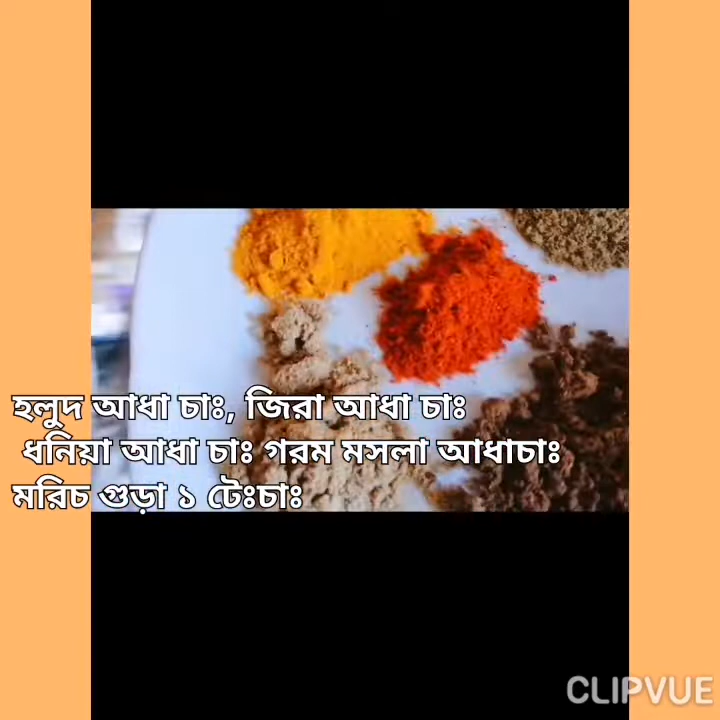 হলুদ আধা চাঃ, জিরা আধা চাঃ
ধনিয়া আধা চাঃ গরম মসলা আধাচাঃ
মরিচ গুড়া ১ টেঃচাঃ
CLIPVUE